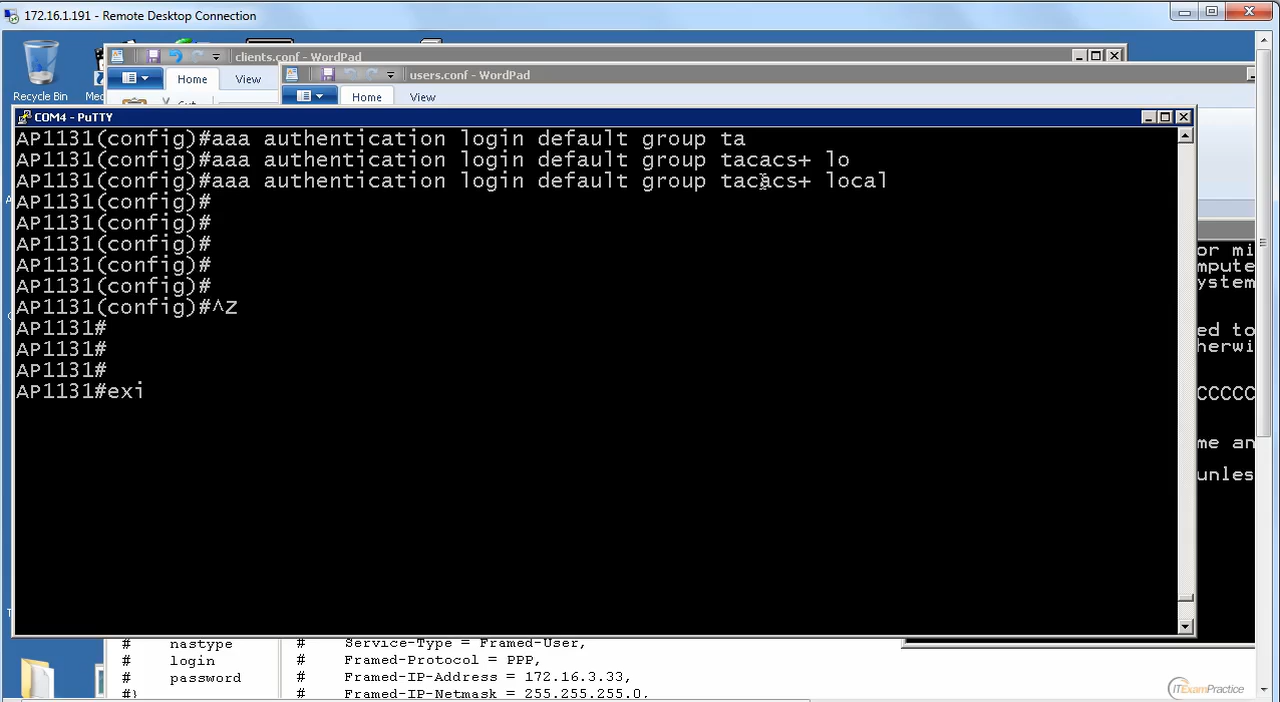 172.16.1.191 - Remote Desktop Connection
clients.conf - WordPad
users.conf - WordPad
Recycle Bin
Home
View
Home
View
COM4 - PuTTY
AP1131(config)#aaa authentication login default group ta
AP1131(config)#aaa authentication login default group tacacs+ lo
AP1131(config)#aaa authentication login default group tacacs+ local
AP1131(config)#
AP1131(config)#
AP1131(config)#
AP1131(config)#
AP1131(config)#
AP1131(config)#^Z
AP1131#
AP1131#
AP1131#
AP1131#exi
or mi
mpute
ystem
ed to
herwi
CCCCC
me an
unles
# nastype
# login
# password
#}
# Service-Type = Framed-User,
# Framed-Protocol = PPP,
# Framed-IP-Address = 172.16.3.33,
# Framed-IP-Netmask = 255.255.255.0,
ITExamPractice